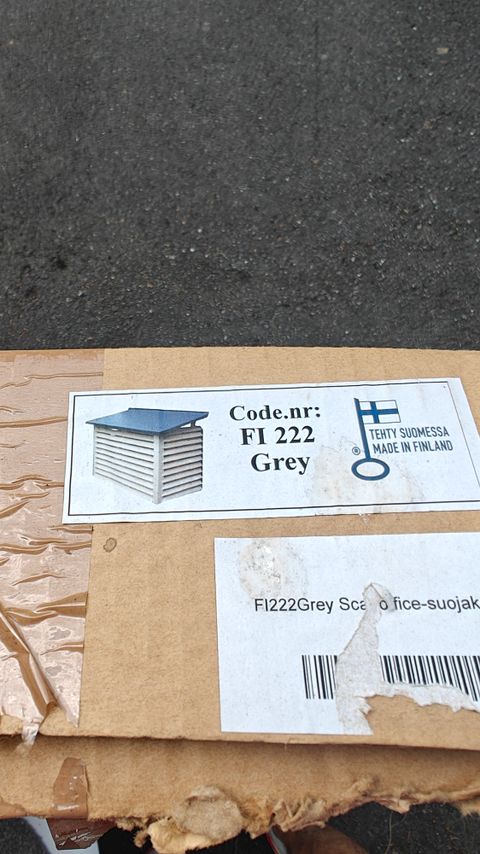 Code.nr:
FI 222
Grey
®
TEHTY SUOMESSA
MADE IN FINLAND
FI222Grey